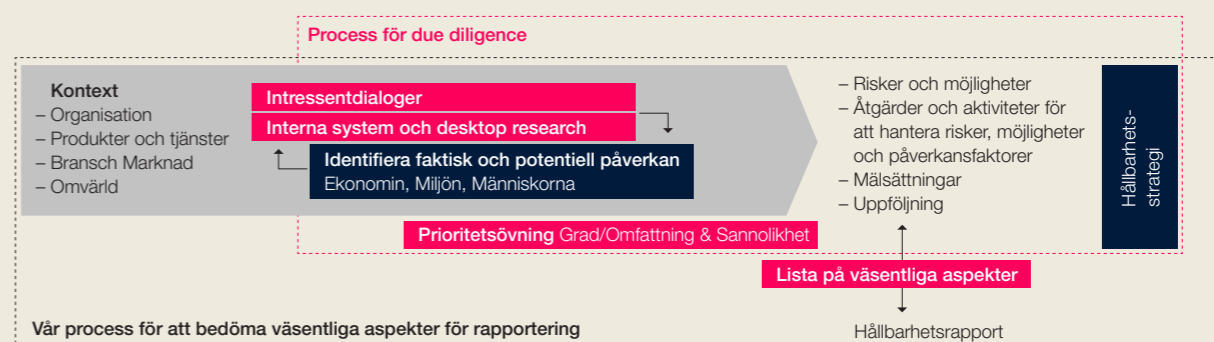 Process för due diligence
Kontext
– Organisation
– Produkter och tjänster
– Bransch Marknad
– Omvärld
Intressentdialoger
Interna system och desktop research
Identifiera faktisk och potentiell påverkan
Ekonomin, Miljön, Människorna
Prioritetsövning Grad/Omfattning & Sannolikhet
– Risker och möjligheter
– Åtgärder och aktiviteter för
att hantera risker, möjligheter
och påverkansfaktorer
– Målsättningar
– Uppföljning
Hållbarhets-
strategi
Lista på väsentliga aspekter
Vår process för att bedöma väsentliga aspekter för rapportering
Hållbarhetsrapport